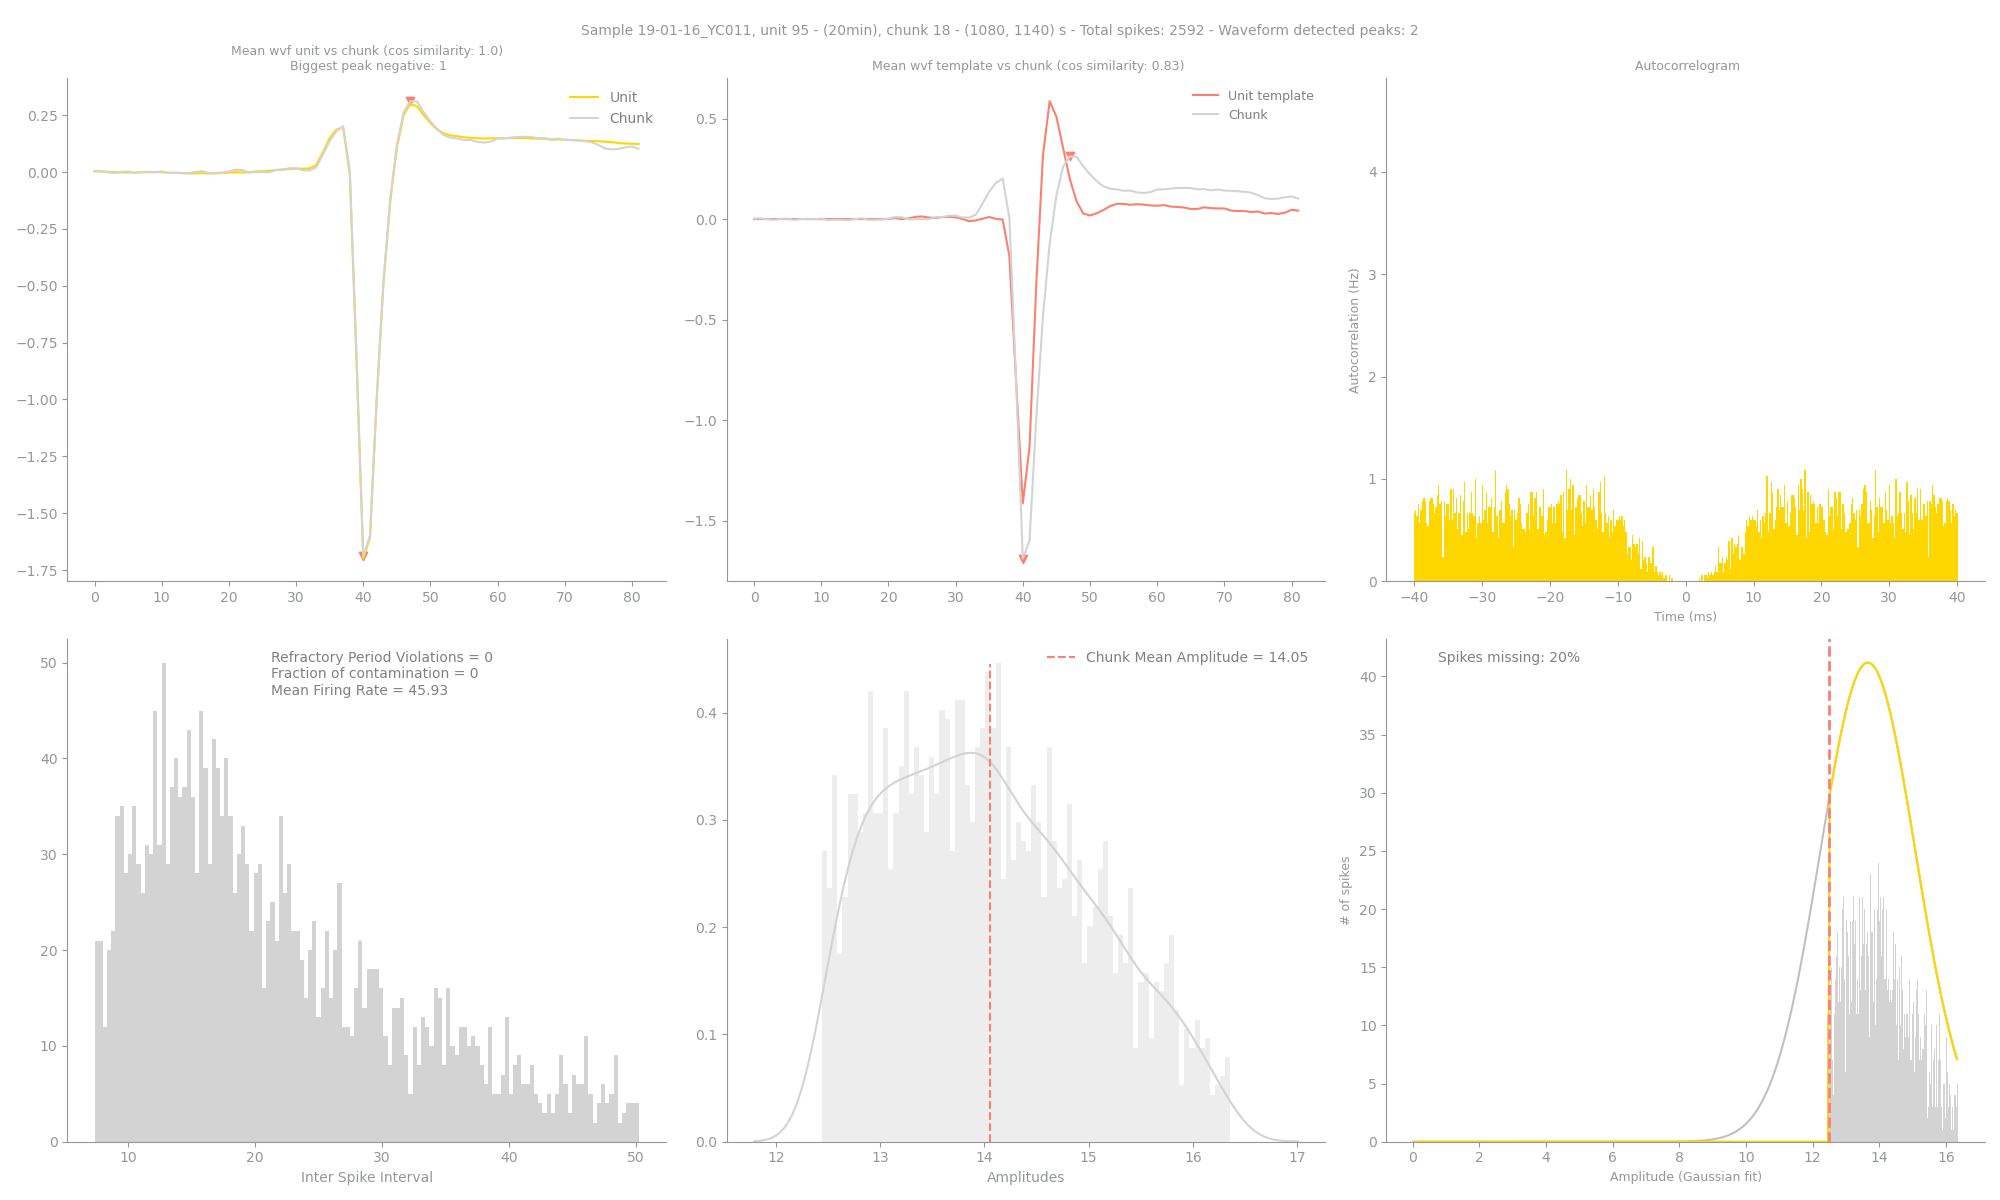 Sample 19-01-16_YC011, unit 95 - (20min), chunk 18 - (1080, 1140) s - Total spikes: 2592 - Waveform detected peaks: 2
Mean wvf unit vs chunk (cos similarity: 1.0)
Biggest peak negative: 1
Unit
Chunk
0.25
0.00
−0.25
−0.50
−0.75
−1.00
−1.25
−1.50
−1.75
0 10 20 30 40 50 60 70 80
Mean wvf template vs chunk (cos similarity: 0.83)
Unit template
Chunk
0.5
0.0
−0.5
−1.0
−1.5
0 10 20 30 40 50 60 70 80
Autocorrelogram
Autocorrelation (Hz)
4
3
2
1
0
−40 −30 −20 −10 0 10 20 30 40
Time (ms)
Refractory Period Violations = 0
Fraction of contamination = 0
Mean Firing Rate = 45.93
50
40
30
20
10
0
10 20 30 40 50
Inter Spike Interval
Chunk Mean Amplitude = 14.05
0.4
0.3
0.2
0.1
0.0
12 13 14 15 16 17
Amplitudes
Spikes missing: 20%
# of spikes
40
35
30
25
20
15
10
5
0
0 2 4 6 8 10 12 14 16
Amplitude (Gaussian fit)